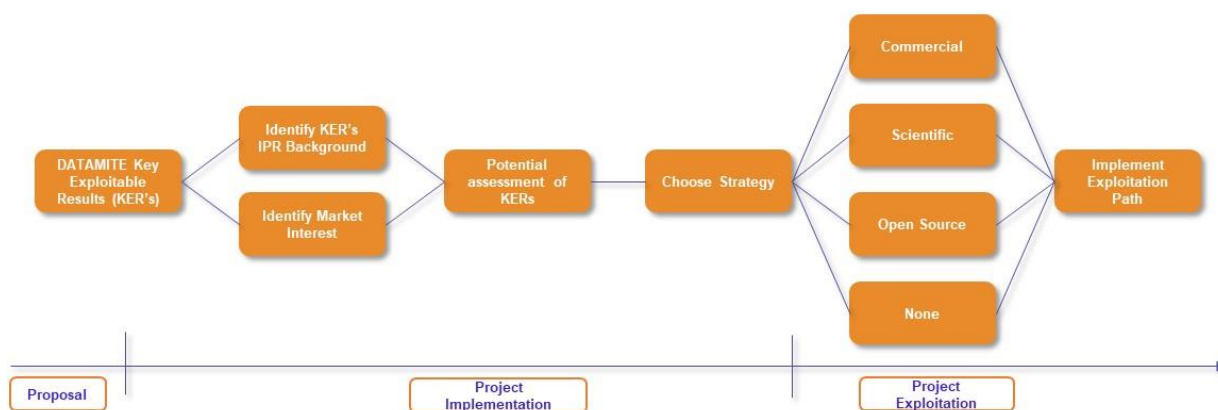 DATAMITE Key
Exploitable
Results (KER's)
Identify KER's
IPR Background
Identify Market
Interest
Potential
assessment of
KERs
Choose Strategy
Commercial
Scientific
Open Source
None
Implement
Exploitation
Path
Proposal
Project
Implementation
Project
Exploitation